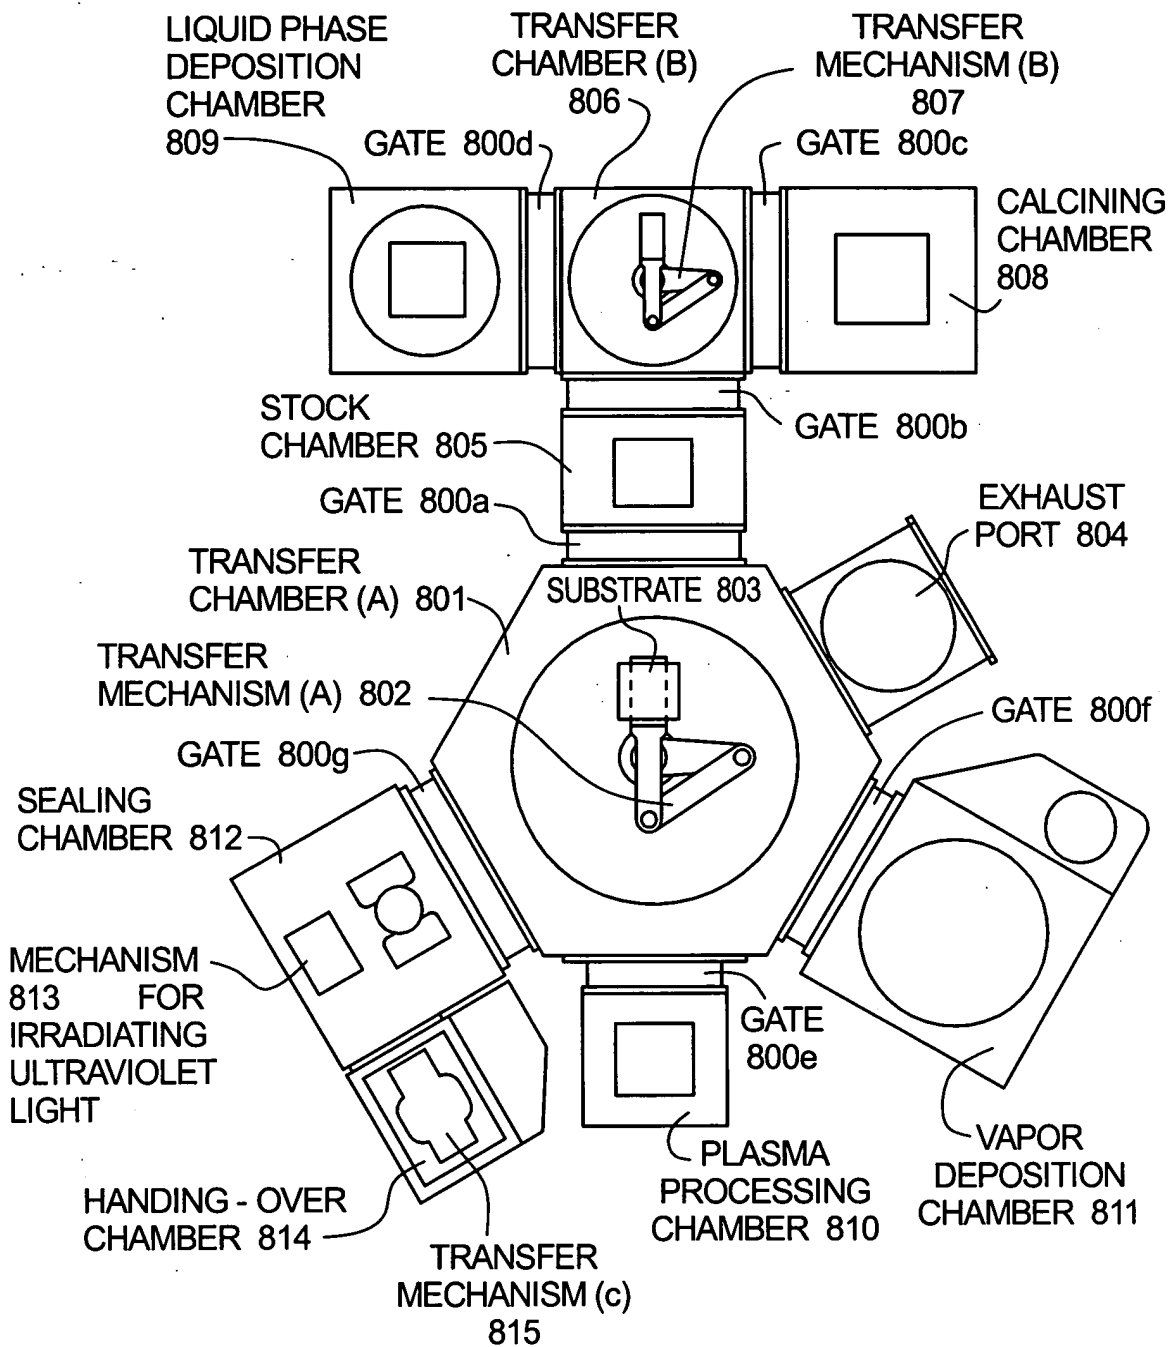 LIQUID PHASE
DEPOSITION
CHAMBER
809
TRANSFER
CHAMBER (B)
806
TRANSFER
MECHANISM (B)
807
GATE 800d
GATE 800c
CALCINING
CHAMBER
808
STOCK
CHAMBER 805
GATE 800b
GATE 800a
EXHAUST
PORT 804
TRANSFER
CHAMBER (A) 801
SUBSTRATE 803
TRANSFER
MECHANISM (A) 802
GATE 800f
GATE 800g
SEALING
CHAMBER 812
MECHANISM
813 FOR
IRRADIATING
ULTRAVIOLET
LIGHT
GATE
800e
VAPOR
DEPOSITION
CHAMBER 811
PLASMA
PROCESSING
CHAMBER 810
HANDING - OVER
CHAMBER 814
TRANSFER
MECHANISM (c)
815